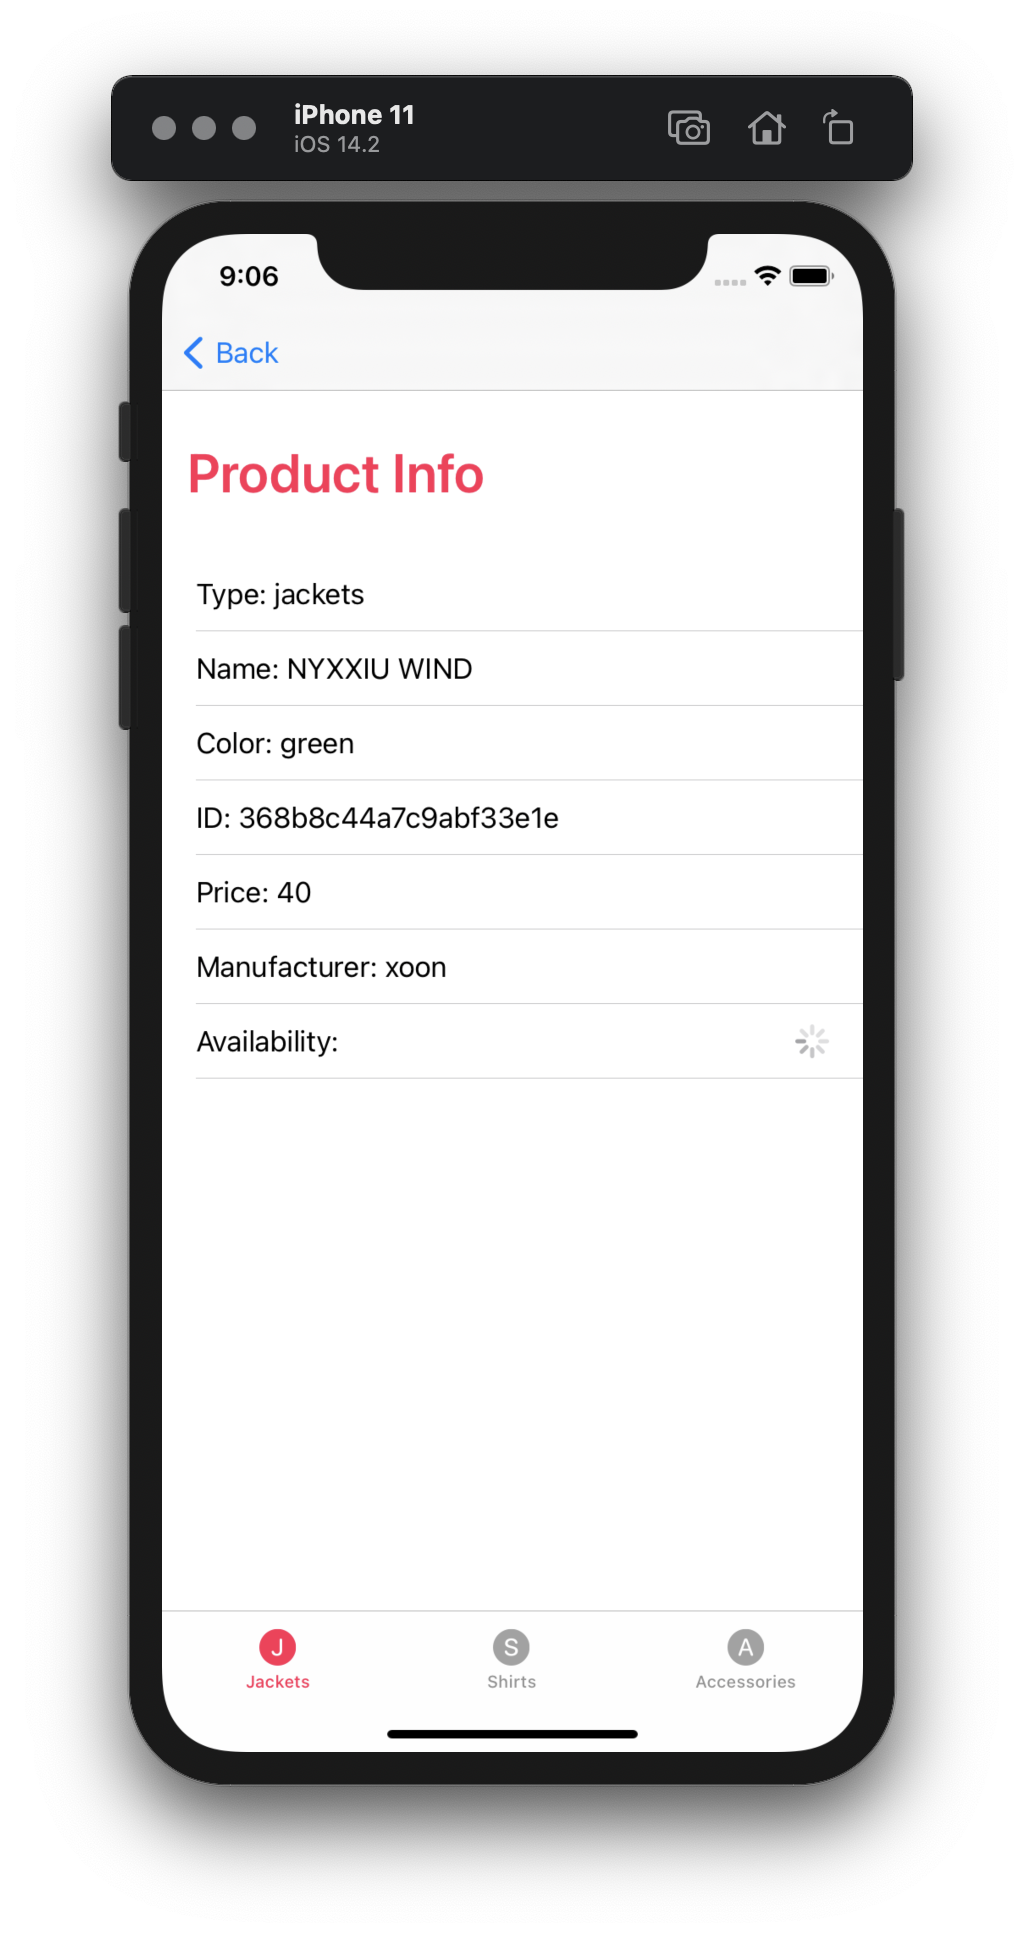 iPhone 11
iOS 14.2
9:06
Back
Product Info
Type: jackets
Name: NYXXIU WIND
Color: green
ID: 368b8c44a7c9abf33e1e
Price: 40
Manufacturer: xoon
Availability:
J S A
Jackets Shirts Accessories